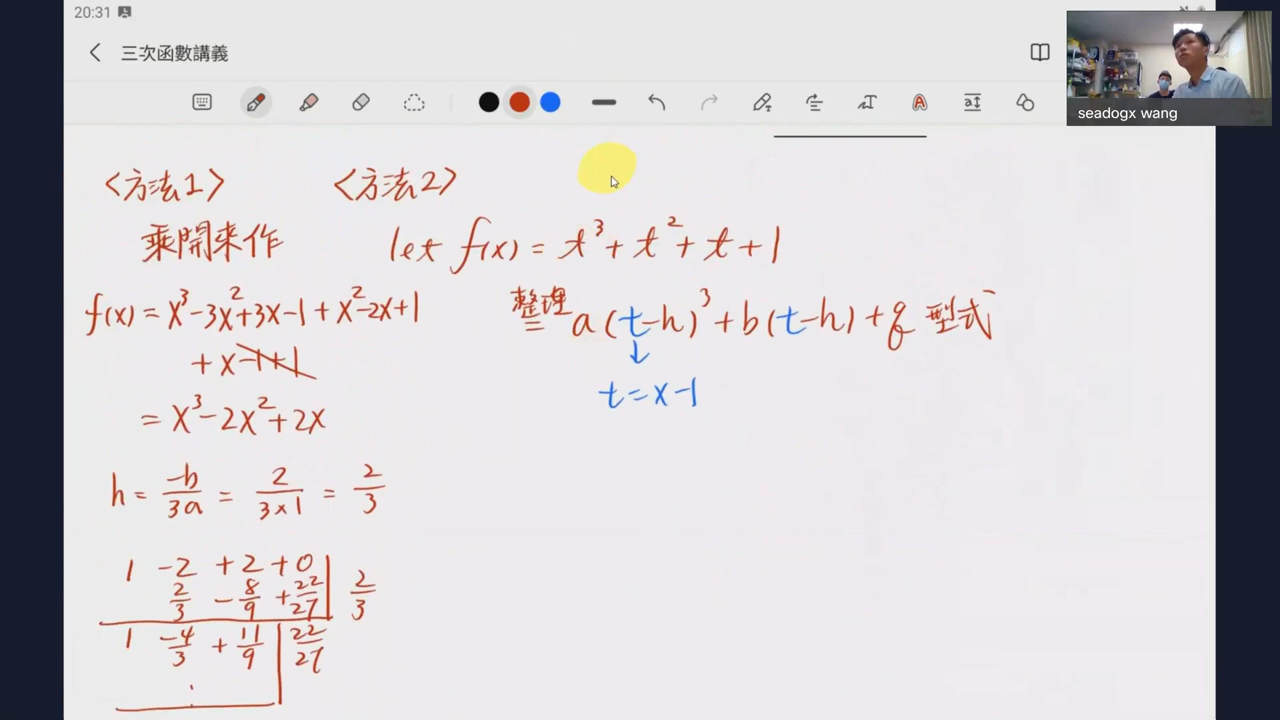 20:31
三次函數講義
seadogx wang
<方法1> <方法2>
乘開來作
let f(x) = t³ + t² + t + 1
f(x) = x³-3x²+3x-1 + x²-2x+1
+ x-1+1
= x³-2x²+2x
整理 = a(t-h)³ + b(t-h) + q 型式
t = x-1
h = -b/3a = 2/3×1 = 2/3
1 -2 +2 +0
2/3 -8/9 +22/27 2/3
1 -4/3 +11/9 22/27